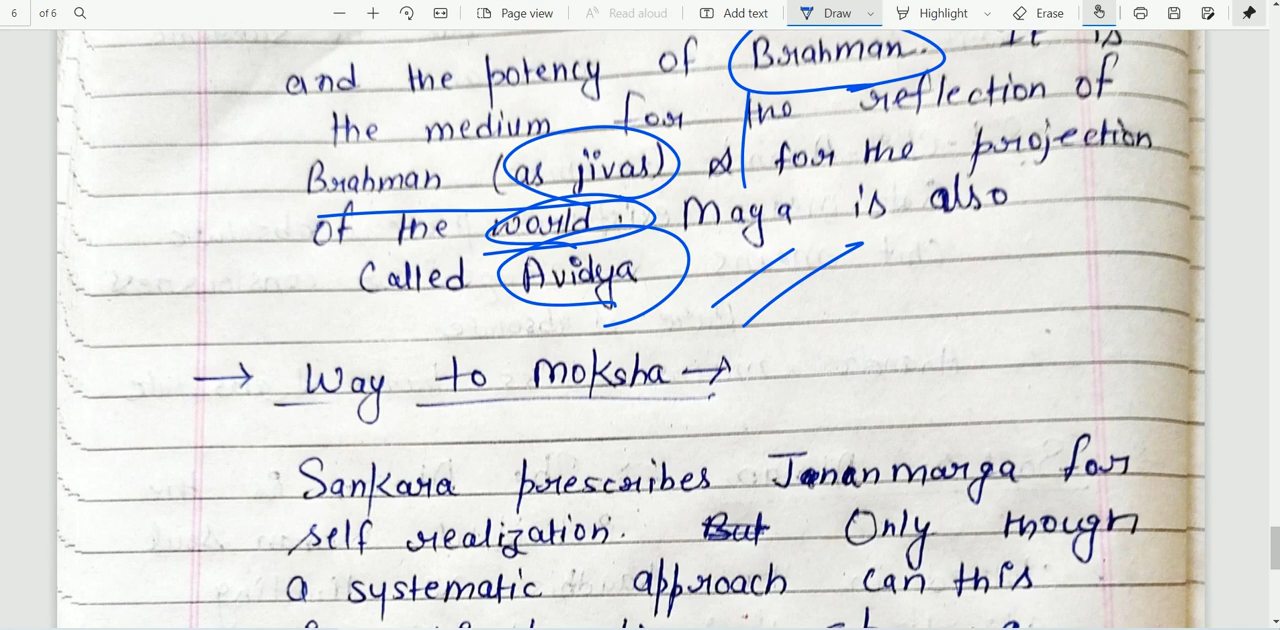 6 of 6 Page view Read aloud Add text Draw Highlight Erase
and the potency of Brahman. It is
the medium for the reflection of
Brahman (as jivas) & for the projection
of the world. Maya is also
Called Avidya
→ Way to moksha →
Sankara prescribes Jnanmarga for
self realization. But Only though
a systematic approach can this